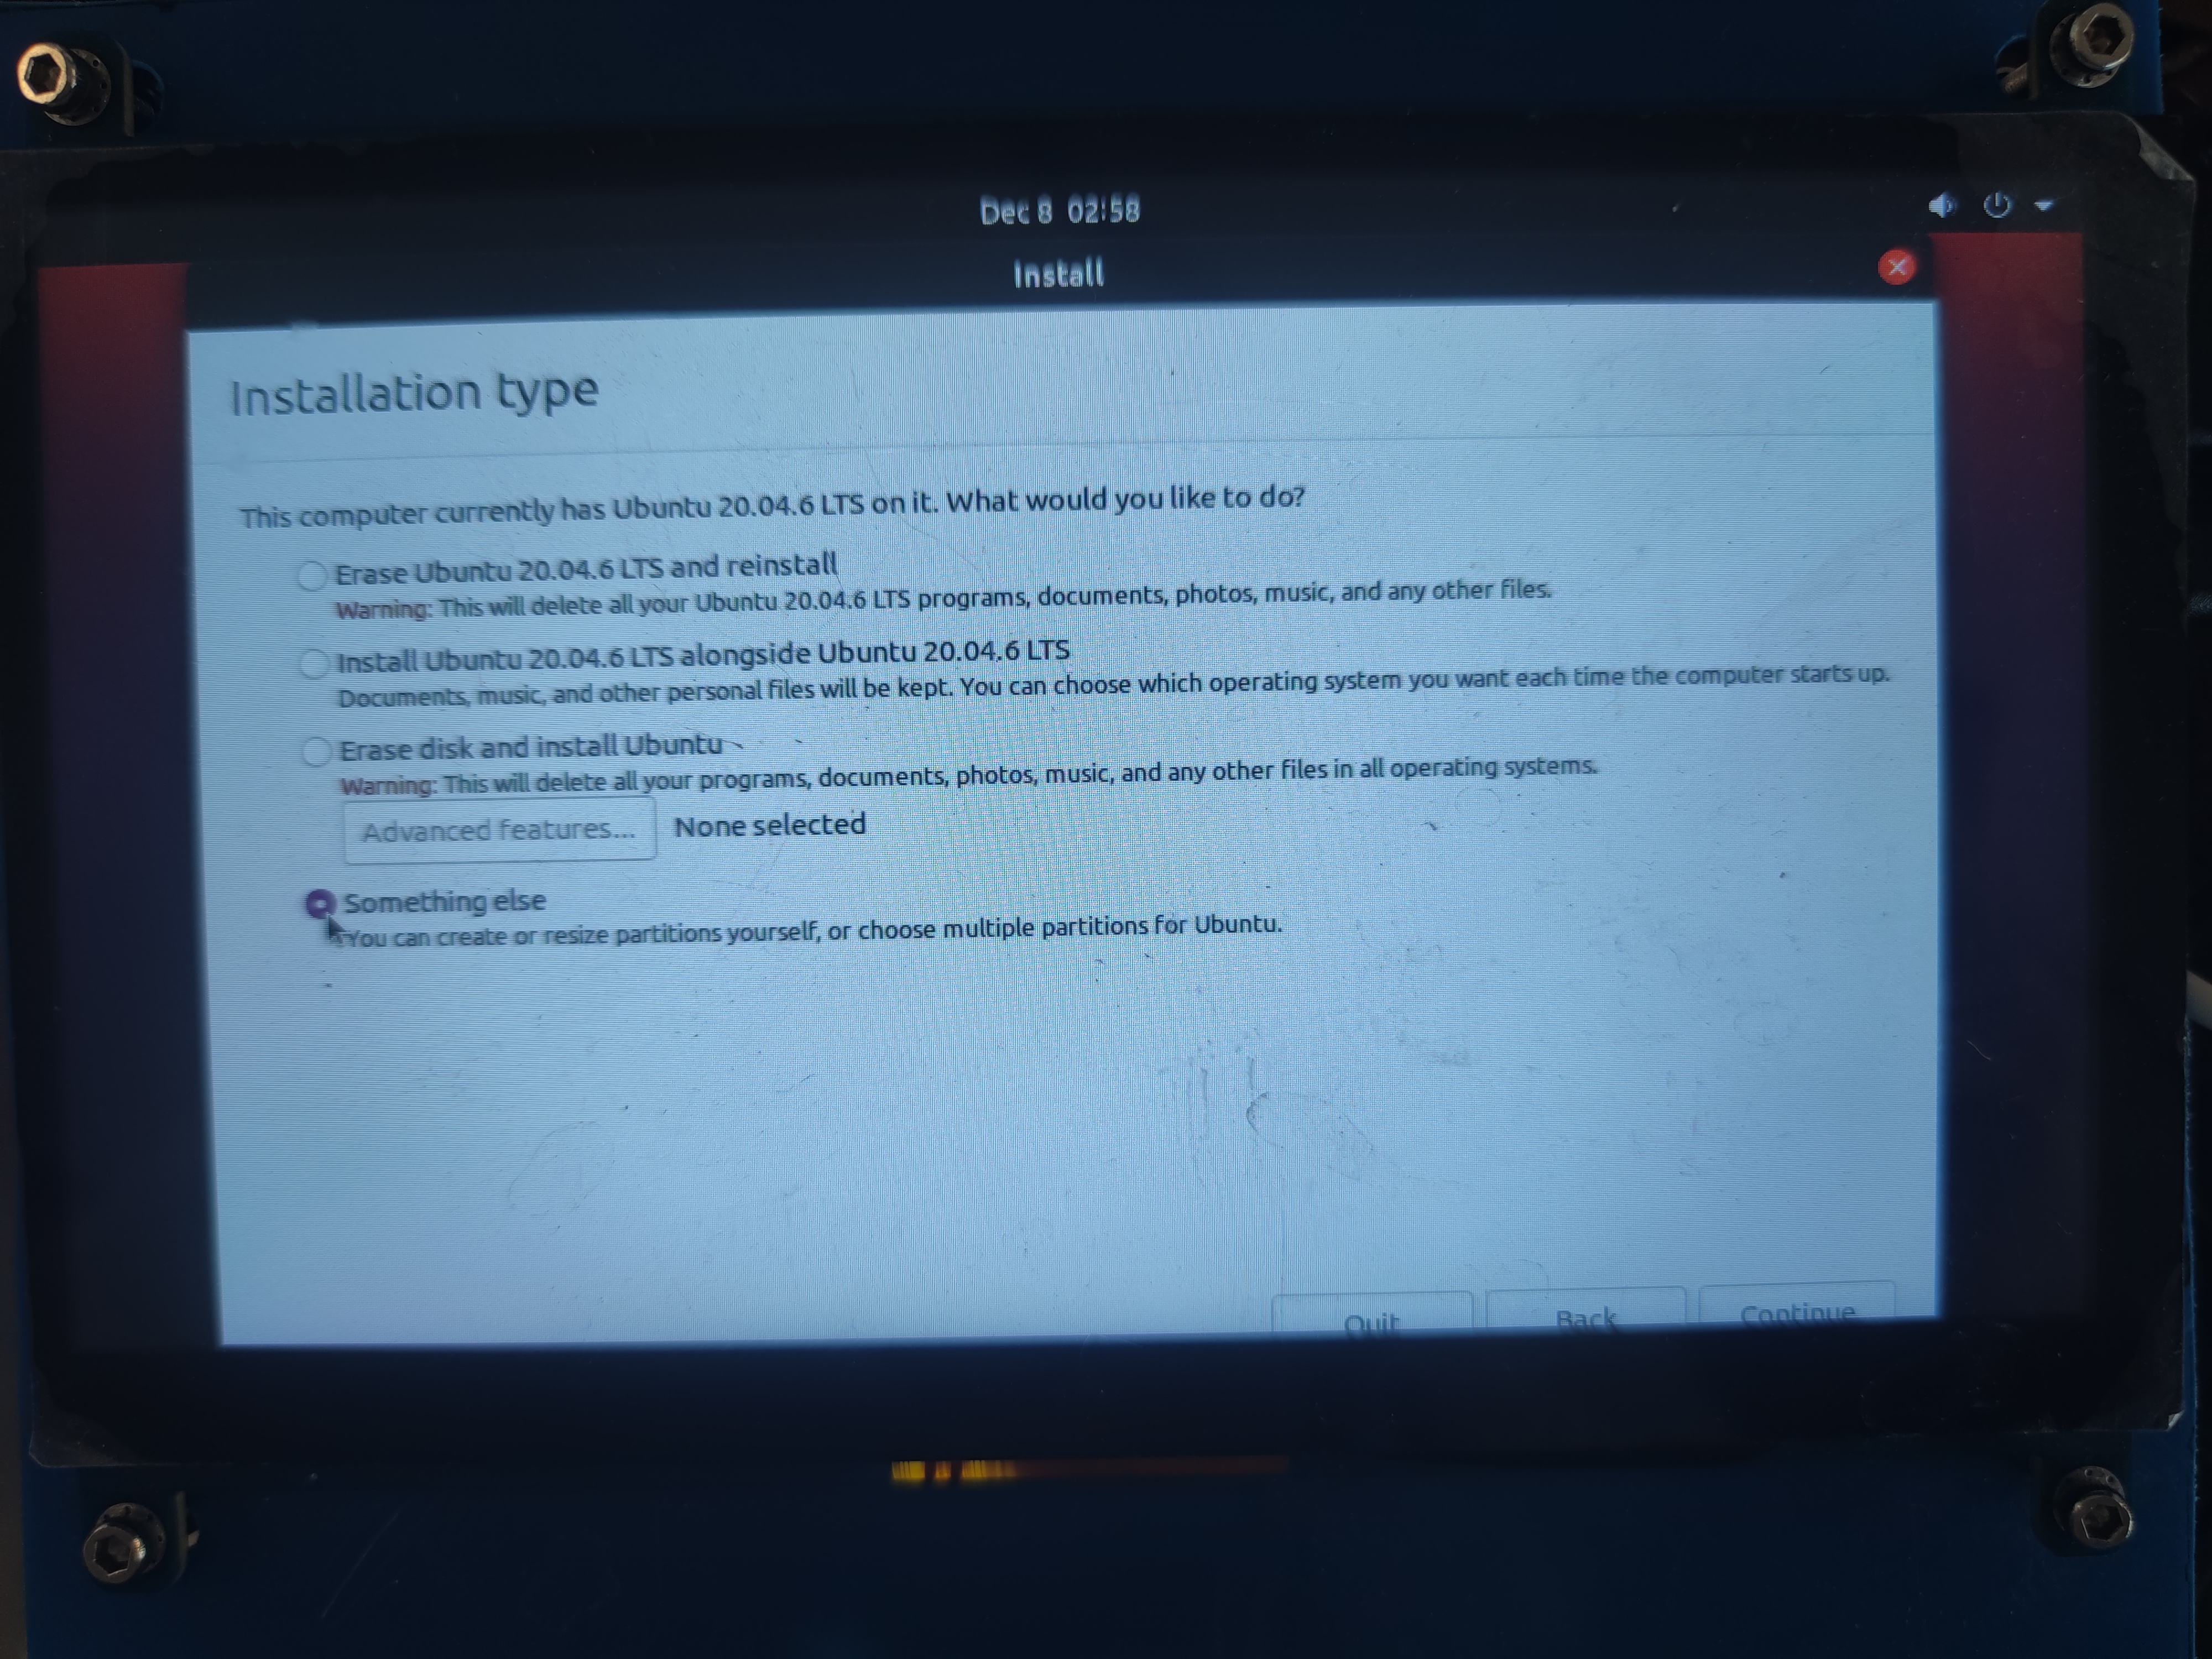 Dec 8 02:58
Install
Installation type
This computer currently has Ubuntu 20.04.6 LTS on it. What would you like to do?
Erase Ubuntu 20.04.6 LTS and reinstall
Warning: This will delete all your Ubuntu 20.04.6 LTS programs, documents, photos, music, and any other files.
Install Ubuntu 20.04.6 LTS alongside Ubuntu 20.04.6 LTS
Documents, music, and other personal files will be kept. You can choose which operating system you want each time the computer starts up.
Erase disk and install Ubuntu
Warning: This will delete all your programs, documents, photos, music, and any other files in all operating systems.
Advanced features... None selected
Something else
You can create or resize partitions yourself, or choose multiple partitions for Ubuntu.
Quit Back Continue